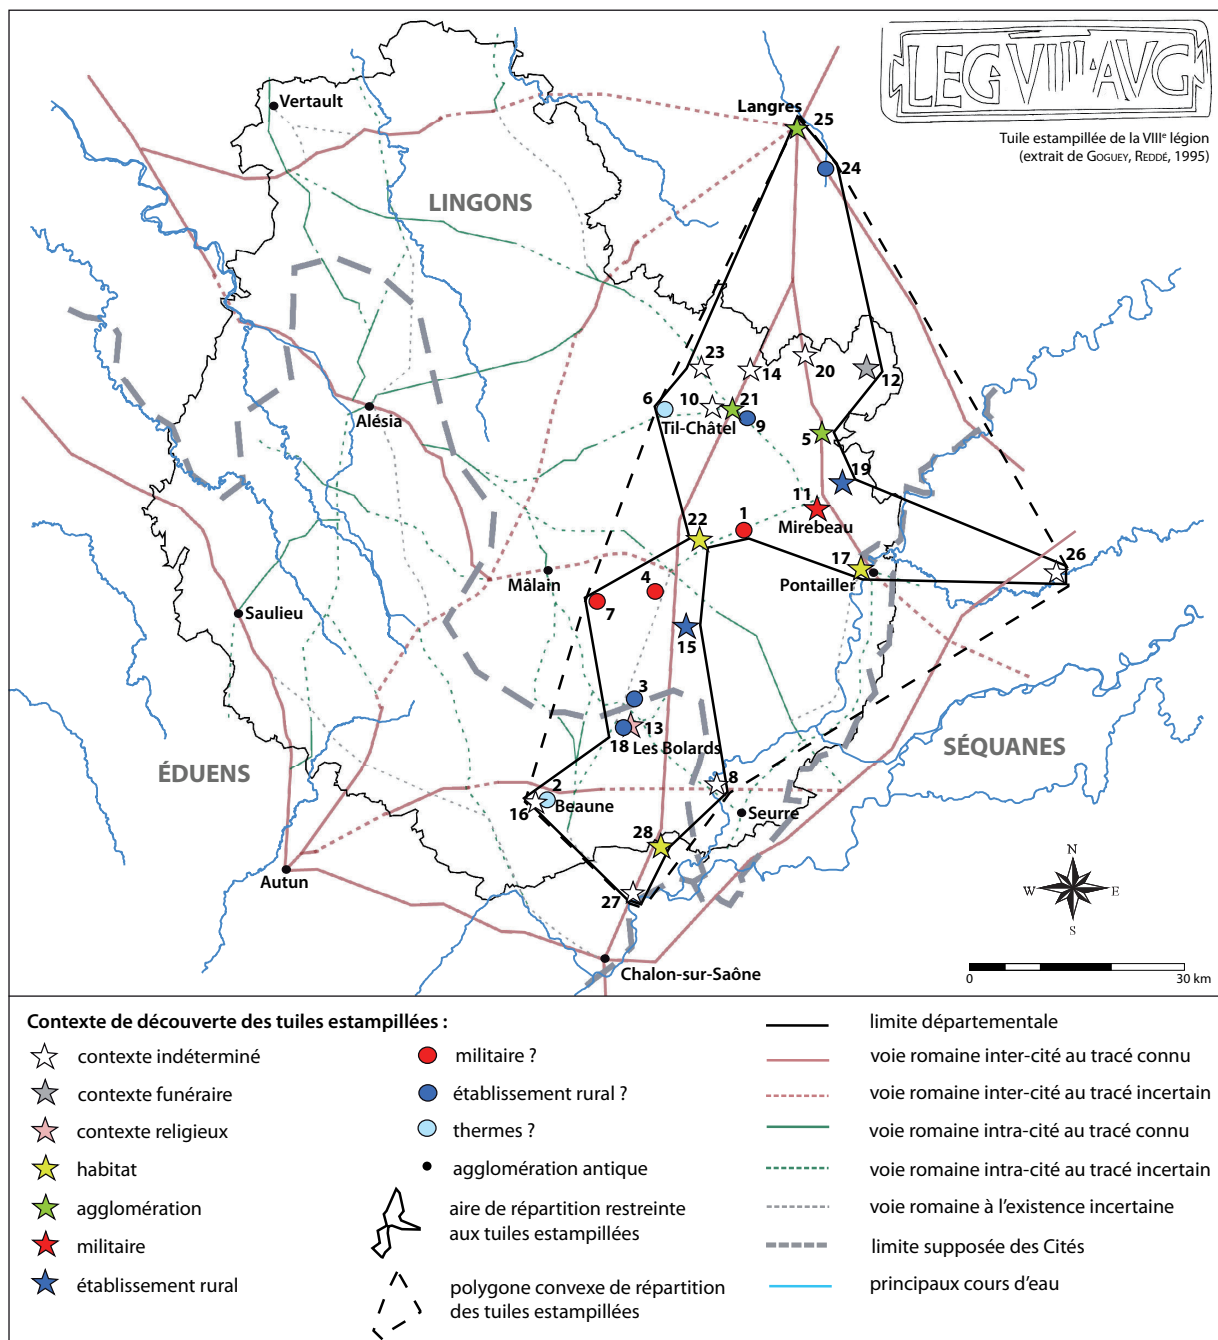 LEG VIII AVG
Tuile estampillée de la VIIIe légion
(extrait de GOGUEY, REDDÉ, 1995)
Vertault
Langres
25
24
LINGONS
23
14
20
12
6
10
21
Til-Châtel
9
5
Alésia
19
11
Mirebeau
22
1
26
17
Pontailler
Mâlain
4
7
Saulieu
15
3
13
18
Les Bolards
SÉQUANES
ÉDUENS
2
8
16
Beaune
Seurre
28
Autun
27
Chalon-sur-Saône
N
W
E
S
0
30 km
Contexte de découverte des tuiles estampillées :
contexte indéterminé
contexte funéraire
contexte religieux
habitat
agglomération
militaire
établissement rural
militaire ?
établissement rural ?
thermes ?
agglomération antique
aire de répartition restreinte
aux tuiles estampillées
polygone convexe de répartition
des tuiles estampillées
limite départementale
voie romaine inter-cité au tracé connu
voie romaine inter-cité au tracé incertain
voie romaine intra-cité au tracé connu
voie romaine intra-cité au tracé incertain
voie romaine à l'existence incertaine
limite supposée des Cités
principaux cours d'eau